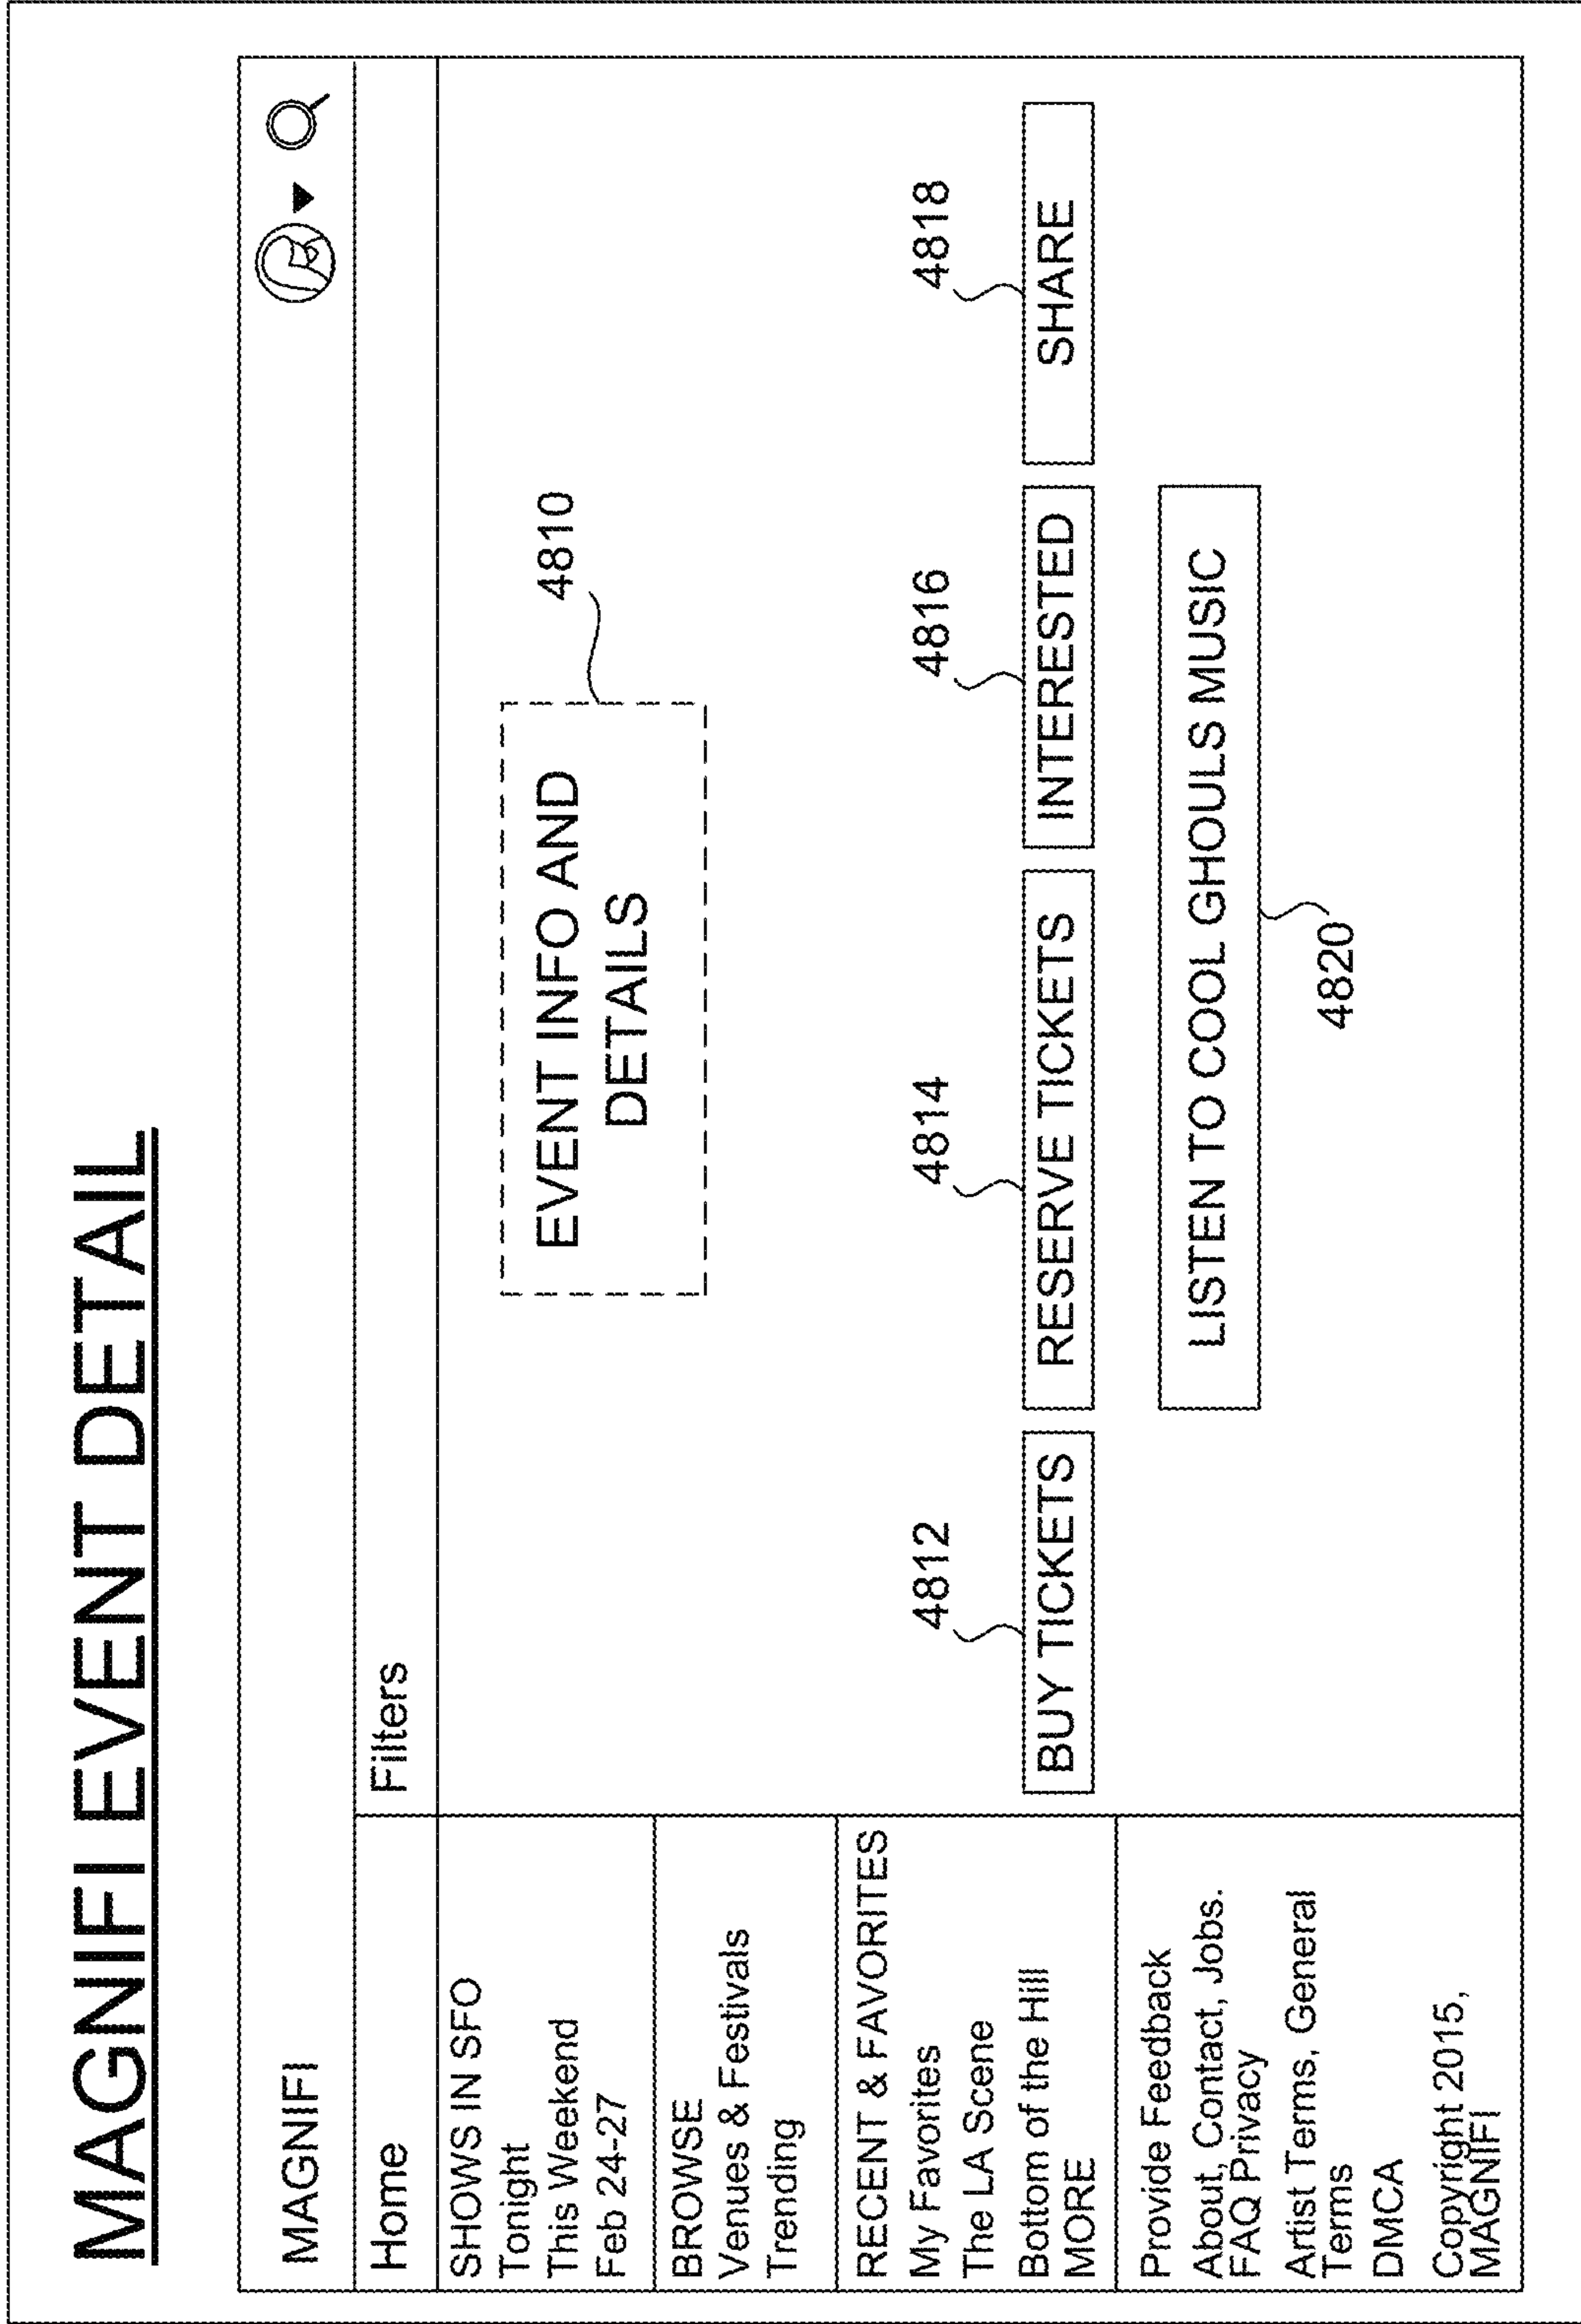 MAGNIFI EVENT DETAIL
MAGNIFI
Home
Filters
SHOWS IN SFO
Tonight
This Weekend
Feb 24-27
BROWSE
Venues & Festivals
Trending
RECENT & FAVORITES
My Favorites
The LA Scene
Bottom of the Hill
MORE
Provide Feedback
About, Contact, Jobs.
FAQ Privacy
Artist Terms, General
Terms
DMCA
Copyright 2015,
MAGNIFI
4810
EVENT INFO AND
DETAILS
4812
4814
4816
4818
BUY TICKETS
RESERVE TICKETS
INTERESTED
SHARE
LISTEN TO COOL GHOULS MUSIC
4820